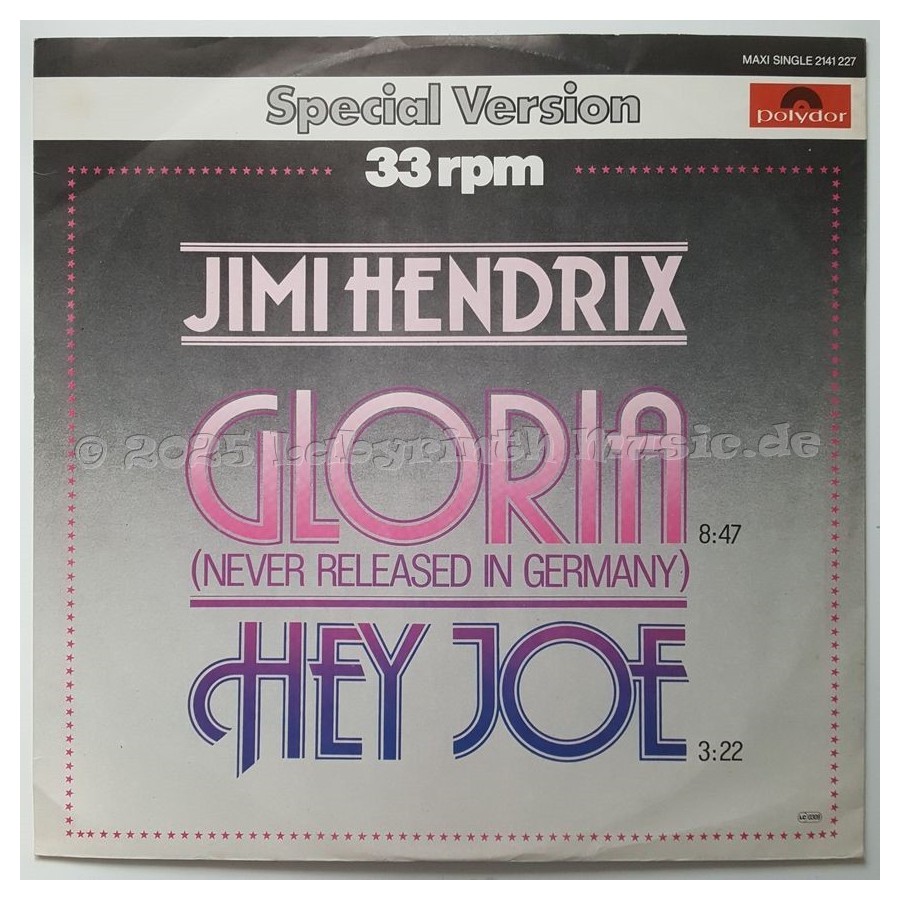 MAXI SINGLE 2141 227
Special Version
polydor
33 rpm
JIMI HENDRIX
GLORIA
© 2025 Labyrinth Music.de
8:47
(NEVER RELEASED IN GERMANY)
HEY JOE
3:22